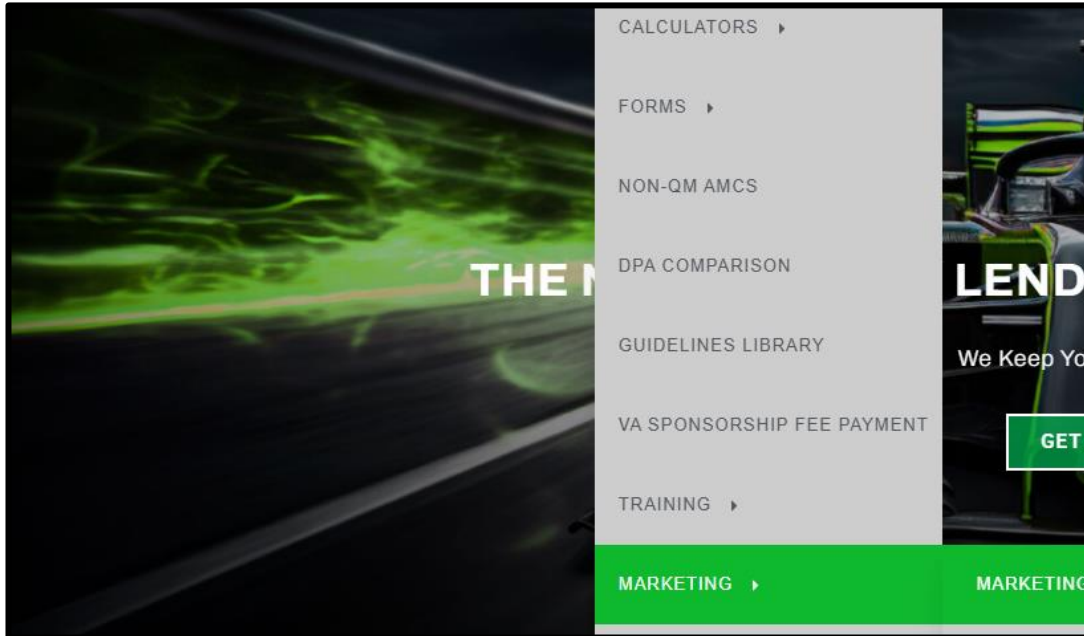 CALCULATORS
FORMS
NON-QM AMCS
DPA COMPARISON
THE
LEND
GUIDELINES LIBRARY
We Keep
VA SPONSORSHIP FEE PAYMENT
GET
TRAINING
MARKETING
MARKETING